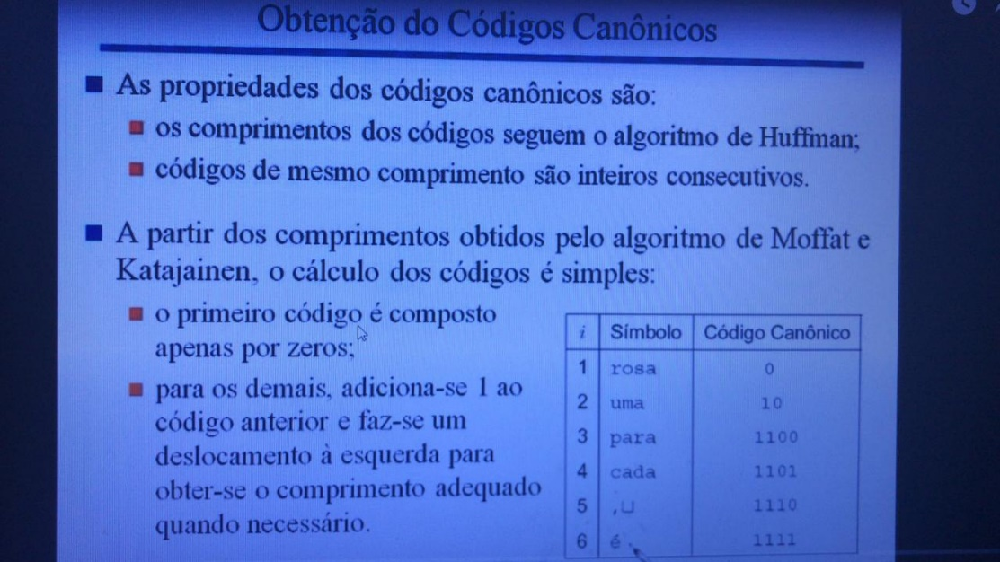 Obtenção do Códigos Canônicos
As propriedades dos códigos canônicos são:
os comprimentos dos códigos seguem o algoritmo de Huffman;
códigos de mesmo comprimento são inteiros consecutivos.
A partir dos comprimentos obtidos pelo algoritmo de Moffat e
Katajainen, o cálculo dos códigos é simples:
o primeiro código é composto
apenas por zeros;
para os demais, adiciona-se 1 ao
código anterior e faz-se um
deslocamento à esquerda para
obter-se o comprimento adequado
quando necessário.
i Símbolo Código Canônico
1 rosa 0
2 uma 10
3 para 1100
4 cada 1101
5 ,⊔ 1110
6 é 1111